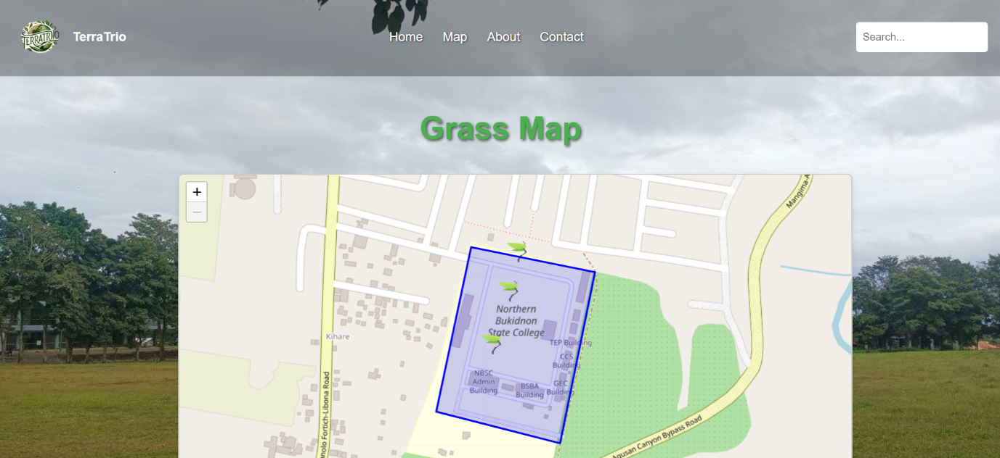 TERRATRIO
TerraTrio
Home
Map
About
Contact
Search...
Grass Map
+
−
Mangima-A
Northern
Bukidnon
State College
Kihare
TEP Building
CCS
Building
NBSC
Admin
Building
BSBA
Building
GEC
Building
nolo Fortich-Libona Road
Agusan Canyon Bypass Road